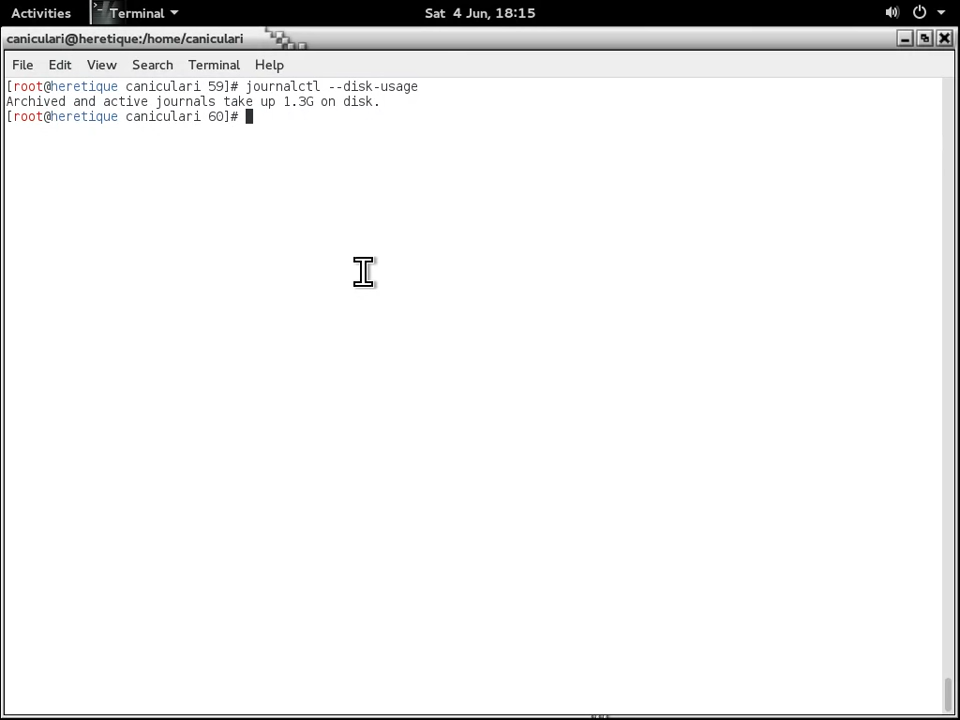 Activities Terminal Sat 4 Jun, 18:15
caniculari@heretique:/home/caniculari
File Edit View Search Terminal Help
[root@heretique caniculari 59]# journalctl --disk-usage
Archived and active journals take up 1.3G on disk.
[root@heretique caniculari 60]#